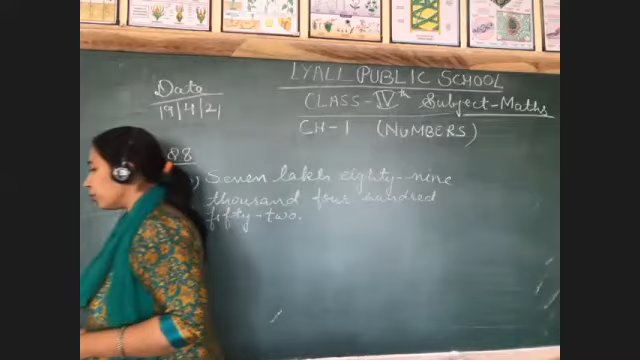 LYALL PUBLIC SCHOOL
Date
19/4/21
CLASS-IVth Subject-Maths
CH-1 (NUMBERS)
88
Seven lakh eighty-nine
thousand four hundred
fifty-two.